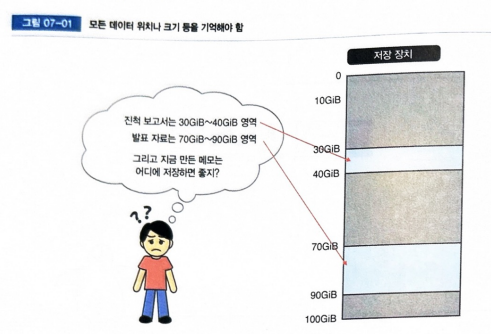 그림 07-01 모든 데이터 위치나 크기 등을 기억해야 함
저장 장치
0
10GiB
30GiB
40GiB
70GiB
90GiB
100GiB
진척 보고서는 30GiB~40GiB 영역
발표 자료는 70GiB~90GiB 영역
그리고 지금 만든 메모는
어디에 저장하면 좋지?
??